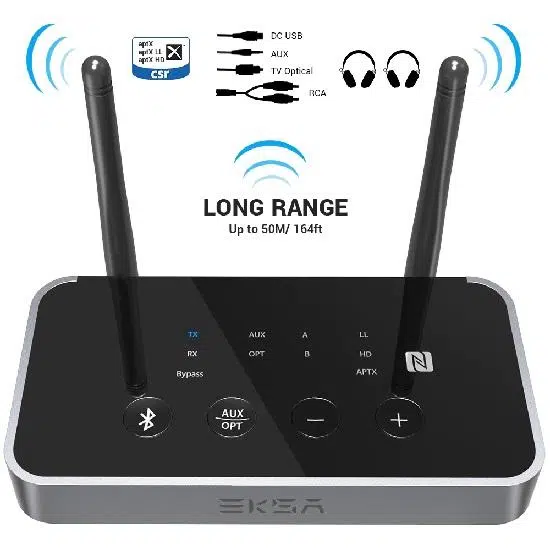 aptX
aptX LL
aptX HD
csr
DC USB
AUX
TV Optical
RCA
LONG RANGE
Up to 50M/ 164ft
TX AUX A LL
RX OPT B HD
Bypass APTX
AUX
OPT
EKSA